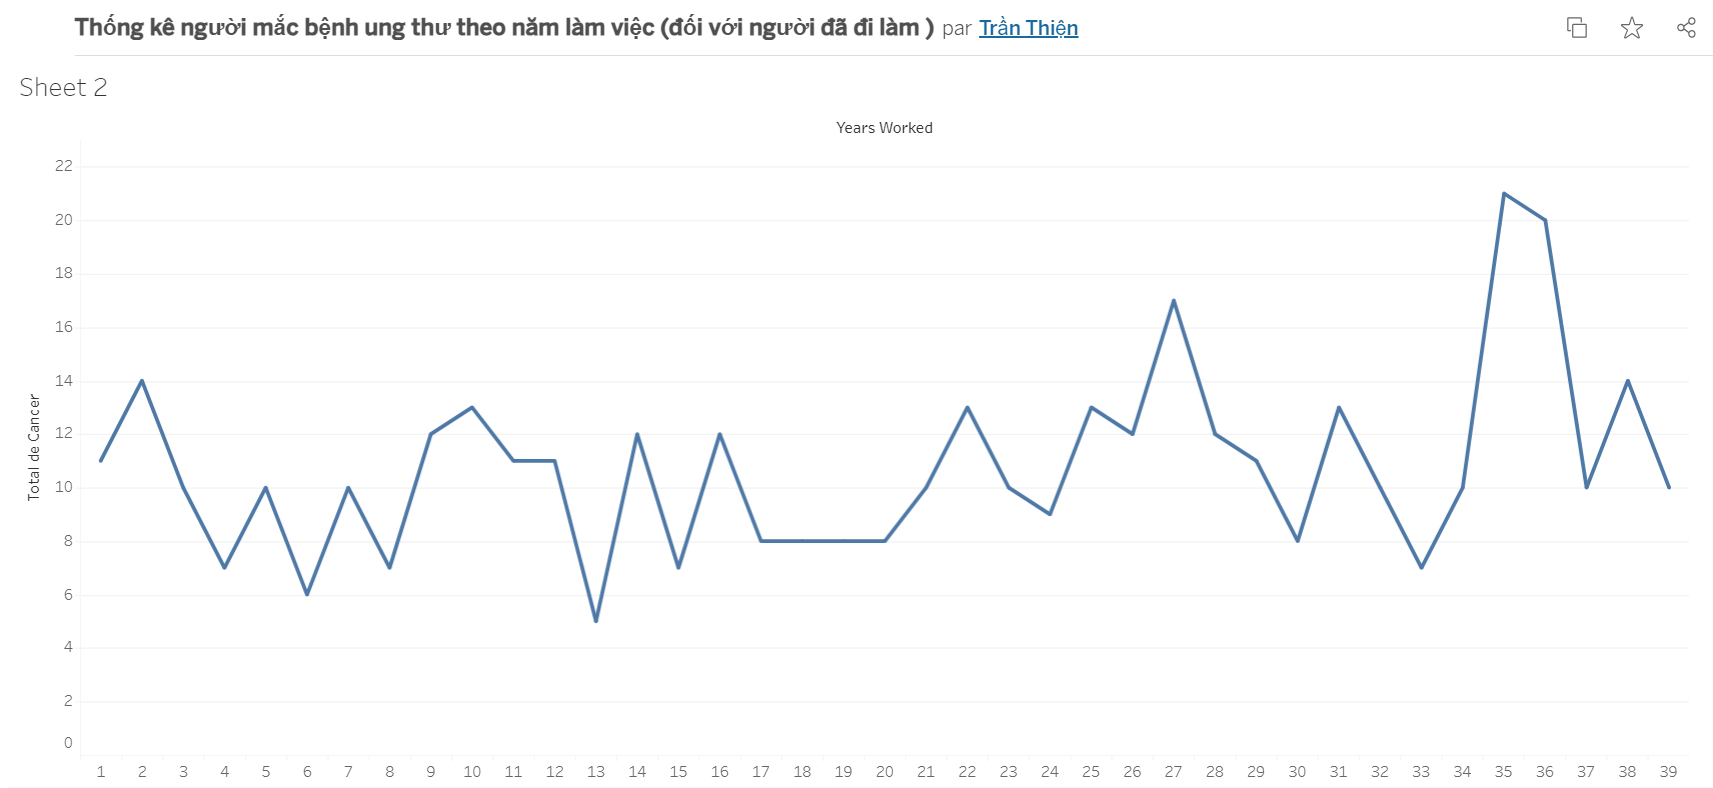 Thống kê người mắc bệnh ung thư theo năm làm việc (đối với người đã đi làm ) par Trần Thiện
Sheet 2
Years Worked
22
20
18
16
14
12
10
8
6
4
2
0
Total de Cancer
1 2 3 4 5 6 7 8 9 10 11 12 13 14 15 16 17 18 19 20 21 22 23 24 25 26 27 28 29 30 31 32 33 34 35 36 37 38 39